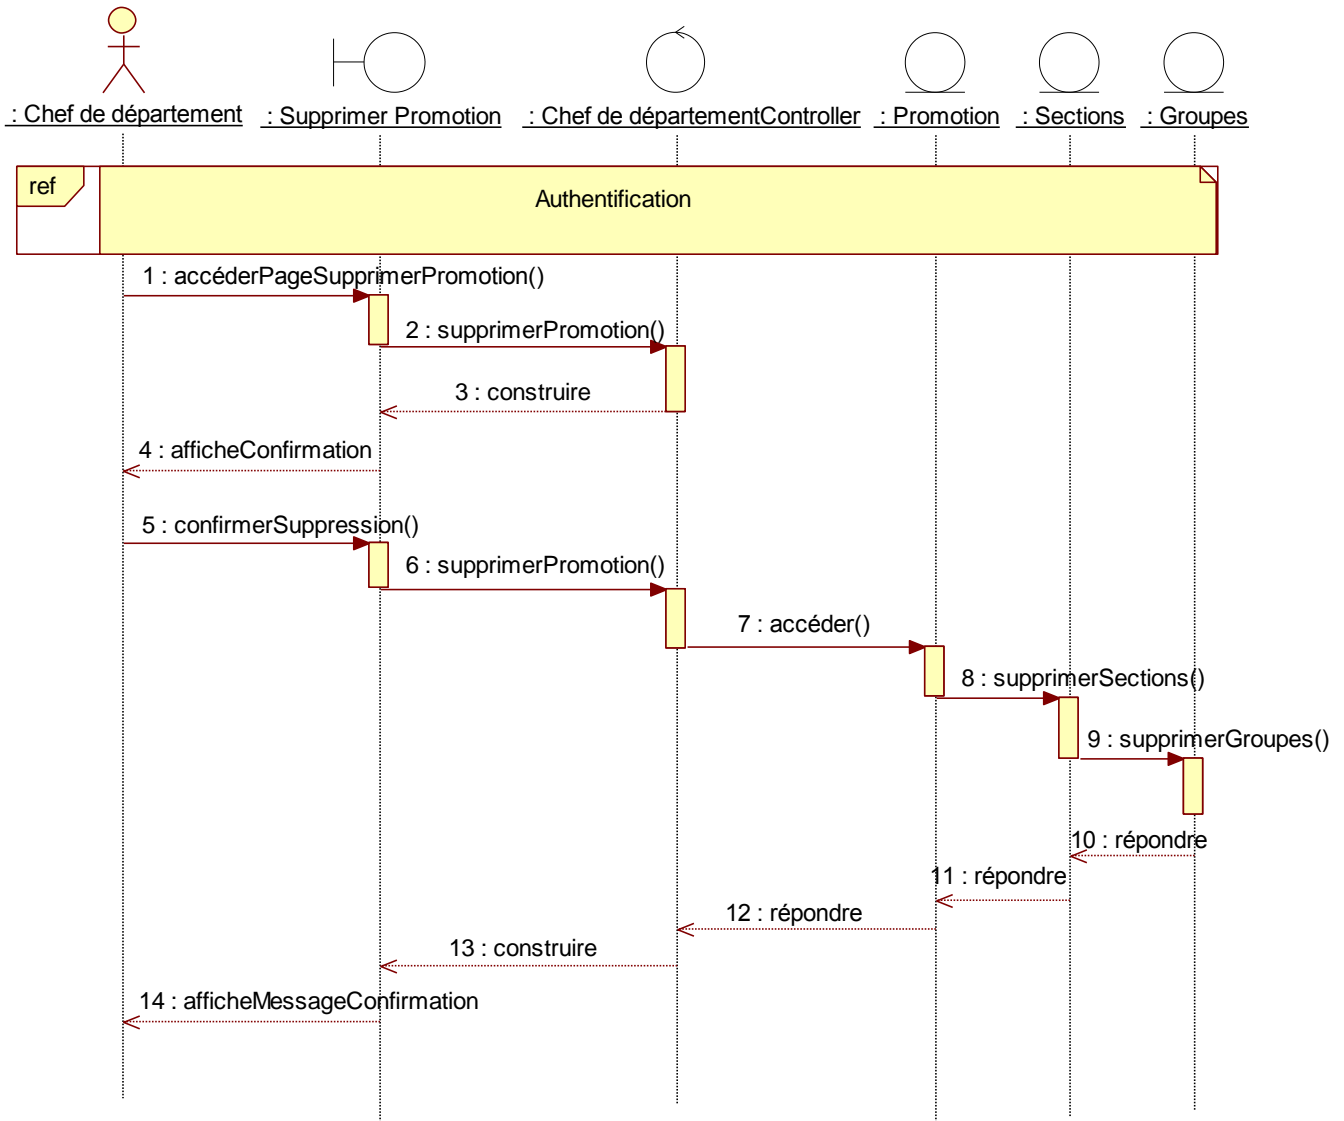 : Chef de département
: Supprimer Promotion
: Chef de départementController
: Promotion
: Sections
: Groupes
ref
Authentification
1 : accéderPageSupprimerPromotion()
2 : supprimerPromotion()
3 : construire
4 : afficheConfirmation
5 : confirmerSuppression()
6 : supprimerPromotion()
7 : accéder()
8 : supprimerSections()
9 : supprimerGroupes()
10 : répondre
11 : répondre
12 : répondre
13 : construire
14 : afficheMessageConfirmation